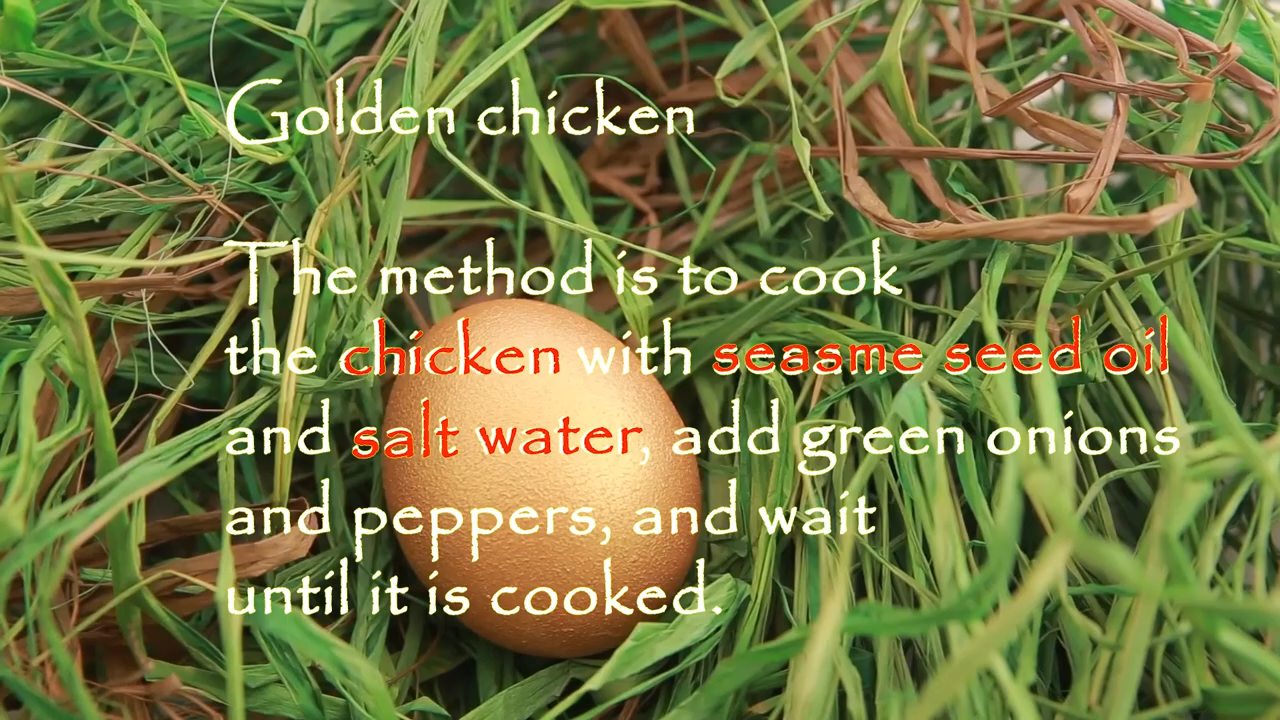 Golden chicken
The method is to cook
the chicken with seasme seed oil
and salt water, add green onions
and peppers, and wait
until it is cooked.